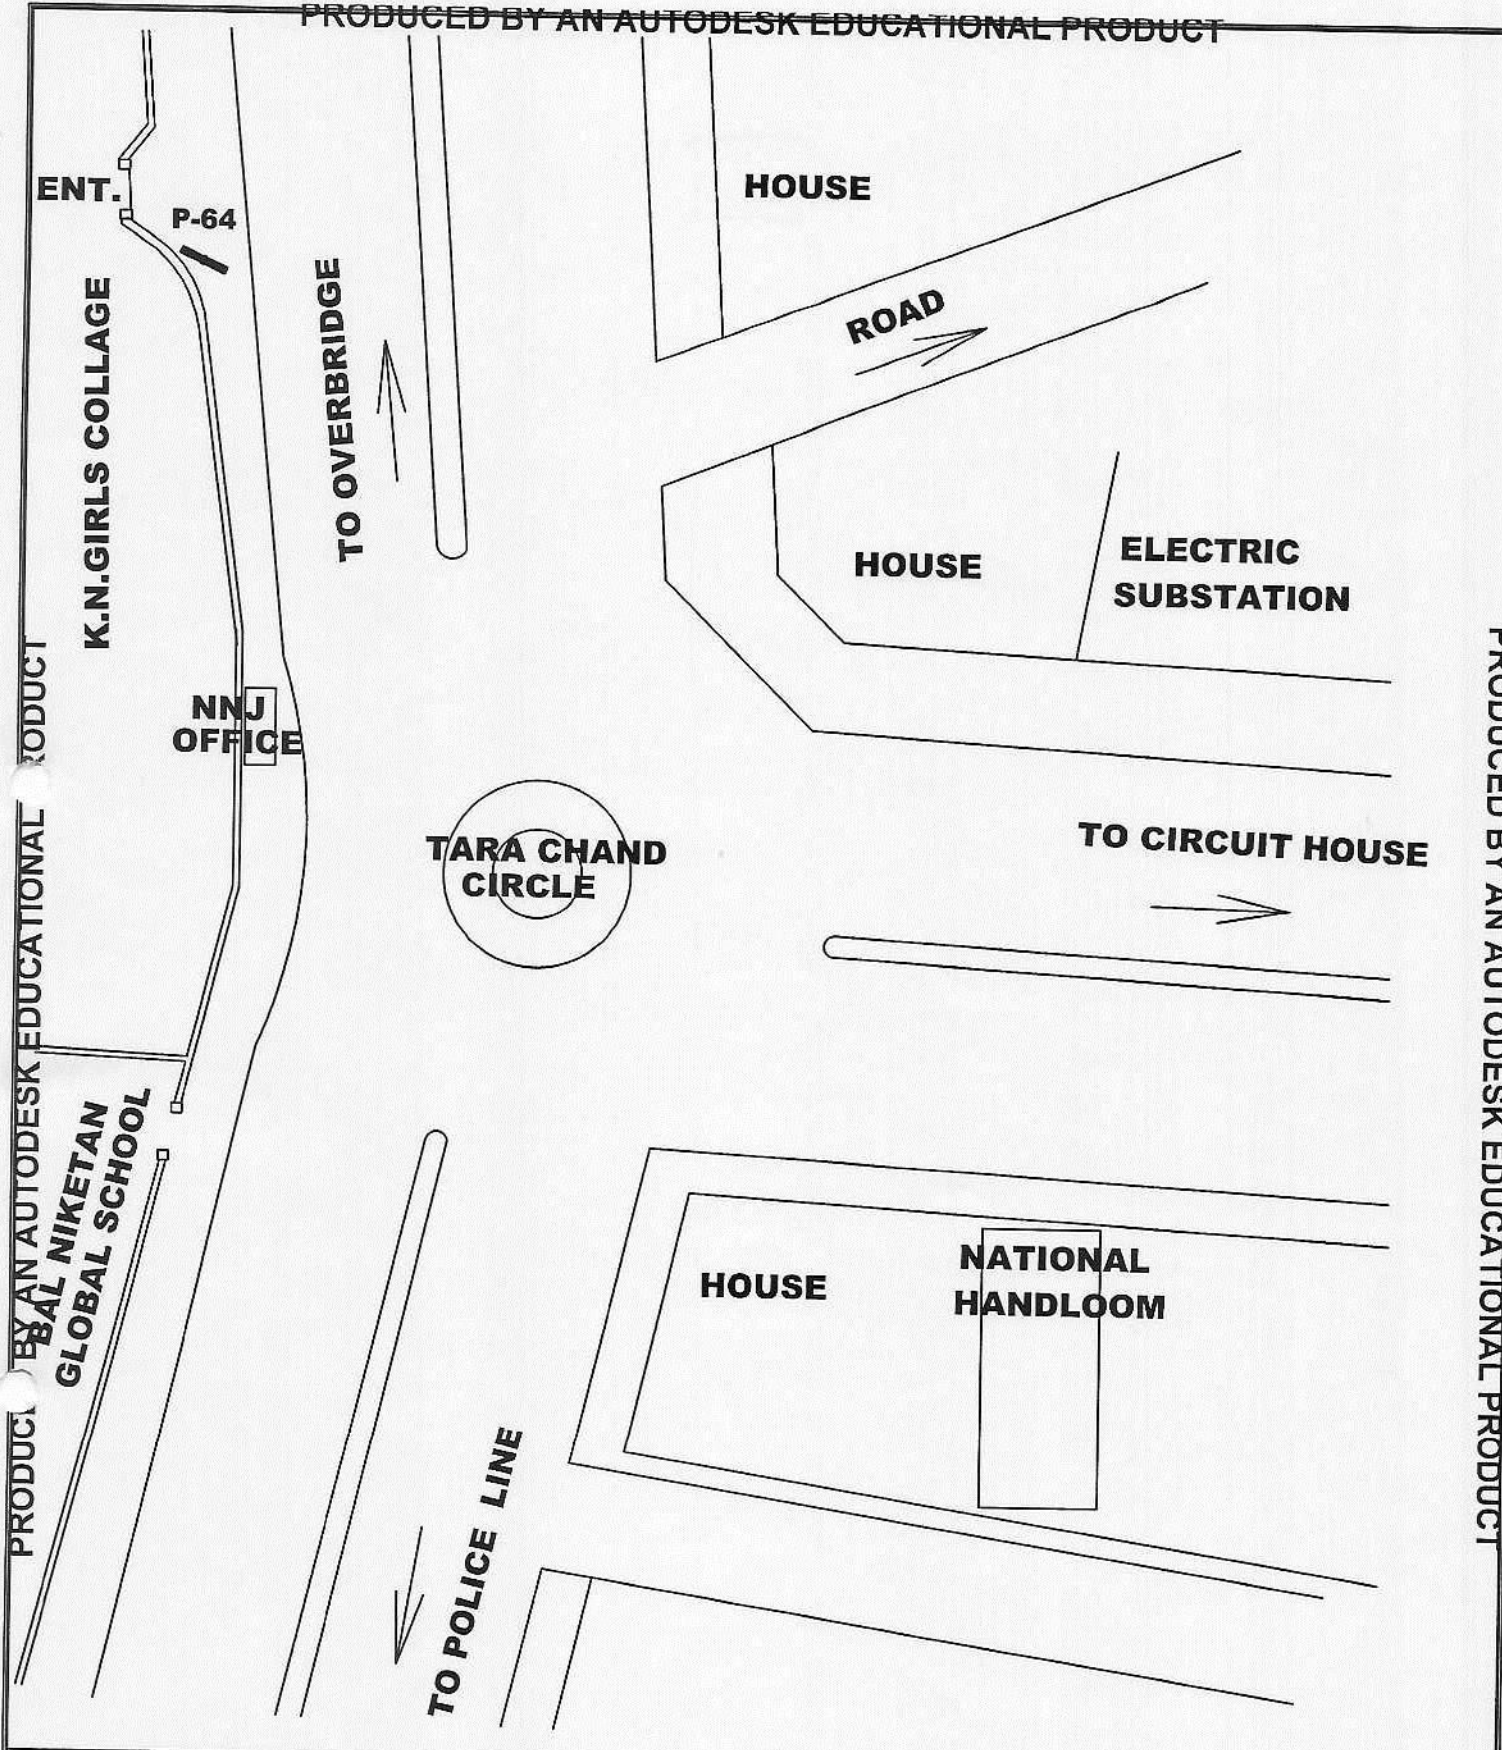 PRODUCED BY AN AUTODESK EDUCATIONAL PRODUCT
HOUSE
ENT.
P-64
ROAD
TO OVERBRIDGE
K.N.GIRLS COLLAGE
HOUSE
ELECTRIC
SUBSTATION
NNJ
OFFICE
TARA CHAND
CIRCLE
TO CIRCUIT HOUSE
BAL NIKETAN
GLOBAL SCHOOL
HOUSE
NATIONAL
HANDLOOM
TO POLICE LINE
PRODUCED BY AN AUTODESK EDUCATIONAL PRODUCT
PRODUCED BY AN AUTODESK EDUCATIONAL PRODUCT